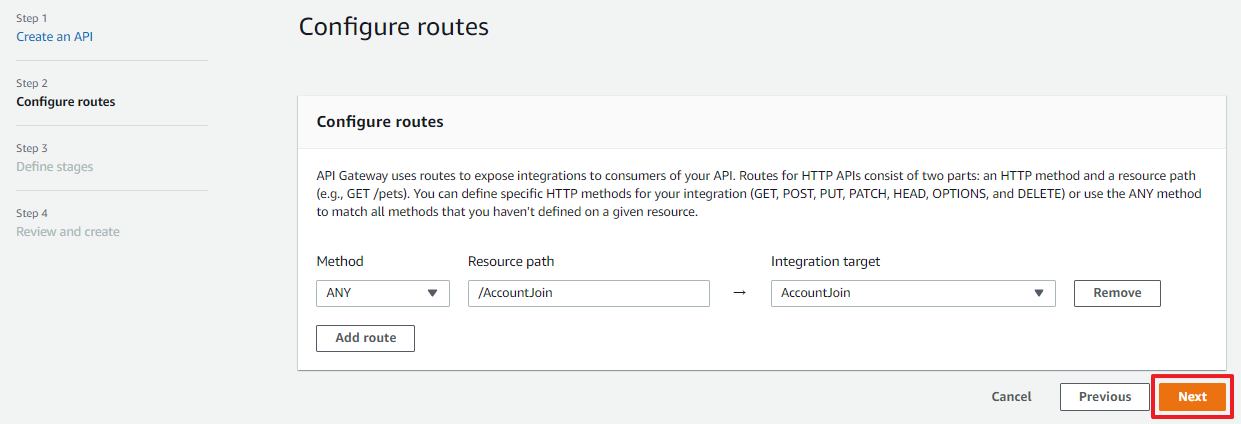 Step 1
Create an API
Step 2
Configure routes
Step 3
Define stages
Step 4
Review and create
Configure routes
Configure routes
API Gateway uses routes to expose integrations to consumers of your API. Routes for HTTP APIs consist of two parts: an HTTP method and a resource path
(e.g., GET /pets). You can define specific HTTP methods for your integration (GET, POST, PUT, PATCH, HEAD, OPTIONS, and DELETE) or use the ANY method
to match all methods that you haven't defined on a given resource.
Method Resource path Integration target
ANY /AccountJoin → AccountJoin Remove
Add route
Cancel Previous Next